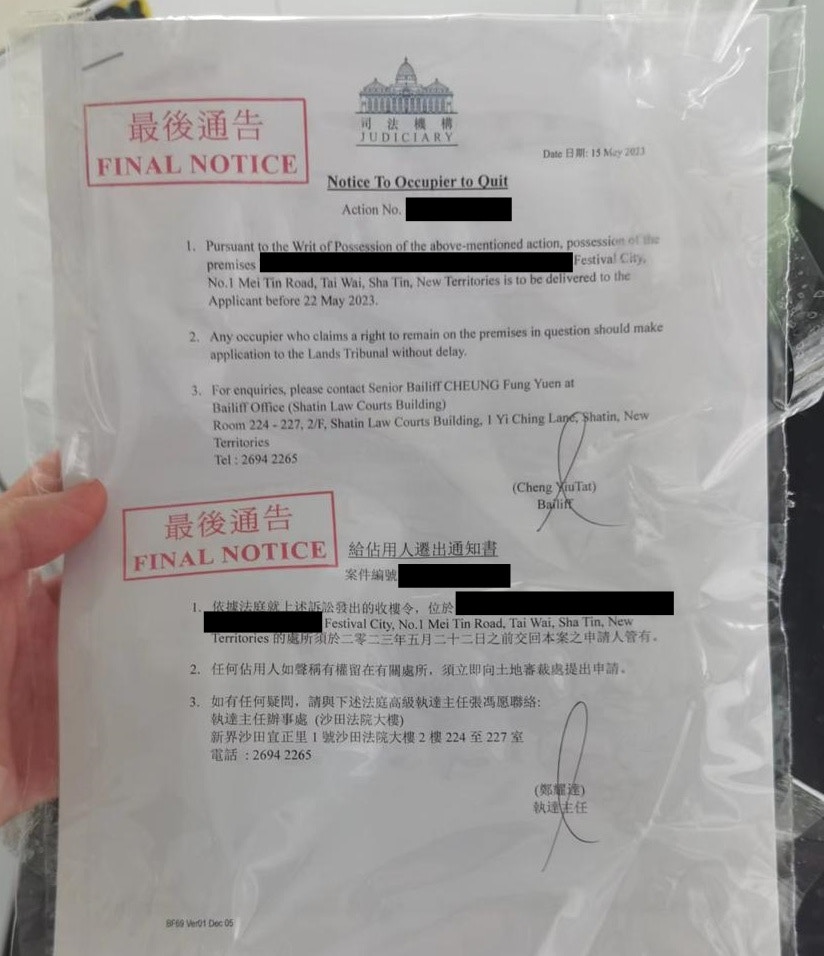 最後通告
FINAL NOTICE
司法機構
JUDICIARY
Date 日期: 15 May 2023
Notice To Occupier to Quit
Action No.
1. Pursuant to the Writ of Possession of the above-mentioned action, possession of the
premises Festival City,
No.1 Mei Tin Road, Tai Wai, Sha Tin, New Territories is to be delivered to the
Applicant before 22 May 2023.
2. Any occupier who claims a right to remain on the premises in question should make
application to the Lands Tribunal without delay.
3. For enquiries, please contact Senior Bailiff CHEUNG Fung Yuen at
Bailiff Office (Shatin Law Courts Building)
Room 224 - 227, 2/F, Shatin Law Courts Building, 1 Yi Ching Lane, Shatin, New
Territories
Tel : 2694 2265
(Cheng YiuTat)
Bailiff
最後通告
FINAL NOTICE
給佔用人遷出通知書
案件編號
1. 依據法庭就上述訴訟發出的收樓令，位於
Festival City, No.1 Mei Tin Road, Tai Wai, Sha Tin, New
Territories 的處所須於二零二三年五月二十二日之前交回本案之申請人管有。
2. 任何佔用人如聲稱有權留在有關處所，須立即向土地審裁處提出申請。
3. 如有任何疑問，請與下述法庭高級執達主任張馮愿聯絡:
執達主任辦事處 (沙田法院大樓)
新界沙田宜正里 1 號沙田法院大樓 2 樓 224 至 227 室
電話 : 2694 2265
(鄭耀達)
執達主任
BF69 Ver01 Dec 05